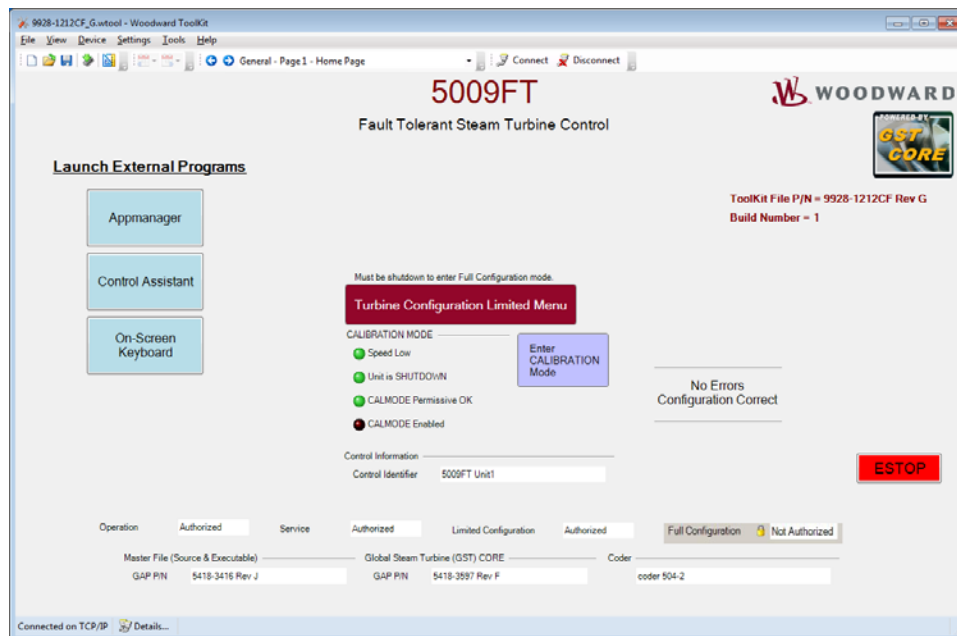 9928-1212CF_G.wtool - Woodward ToolKit
File View Device Settings Tools Help
General - Page 1 - Home Page Connect Disconnect
5009FT
WOODWARD
Fault Tolerant Steam Turbine Control
POWERED BY
GST
CORE
Launch External Programs
ToolKit File P/N = 9928-1212CF Rev G
Build Number = 1
Appmanager
Control Assistant
On-Screen
Keyboard
Must be shutdown to enter Full Configuration mode.
Turbine Configuration Limited Menu
CALIBRATION MODE
Speed Low
Unit is SHUTDOWN
CALMODE Permissive OK
CALMODE Enabled
Enter
CALIBRATION
Mode
No Errors
Configuration Correct
Control Information
Control Identifier 5009FT Unit1
ESTOP
Operation Authorized Service Authorized Limited Configuration Authorized Full Configuration Not Authorized
Master File (Source & Executable) Global Steam Turbine (GST) CORE Coder
GAP P/N 5418-3416 Rev J GAP P/N 5418-3597 Rev F coder 504-2
Connected on TCP/IP Details...